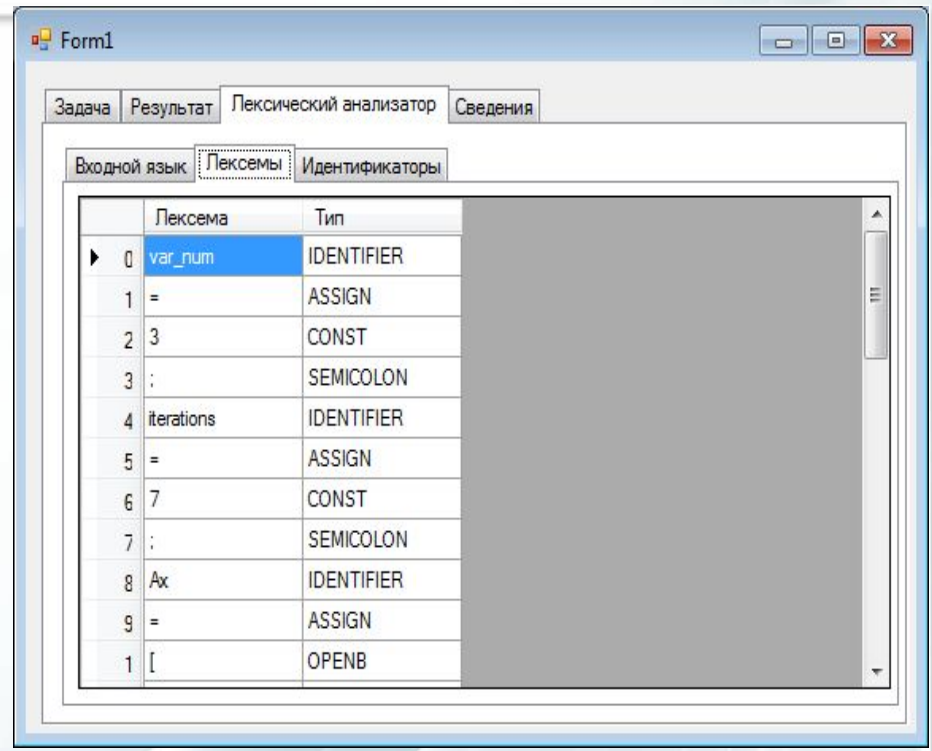 Form1
Задача Результат Лексический анализатор Сведения
Входной язык Лексемы Идентификаторы
Лексема Тип
0 var_num IDENTIFIER
1 = ASSIGN
2 3 CONST
3 ; SEMICOLON
4 iterations IDENTIFIER
5 = ASSIGN
6 7 CONST
7 ; SEMICOLON
8 Ax IDENTIFIER
9 = ASSIGN
1 [ OPENB